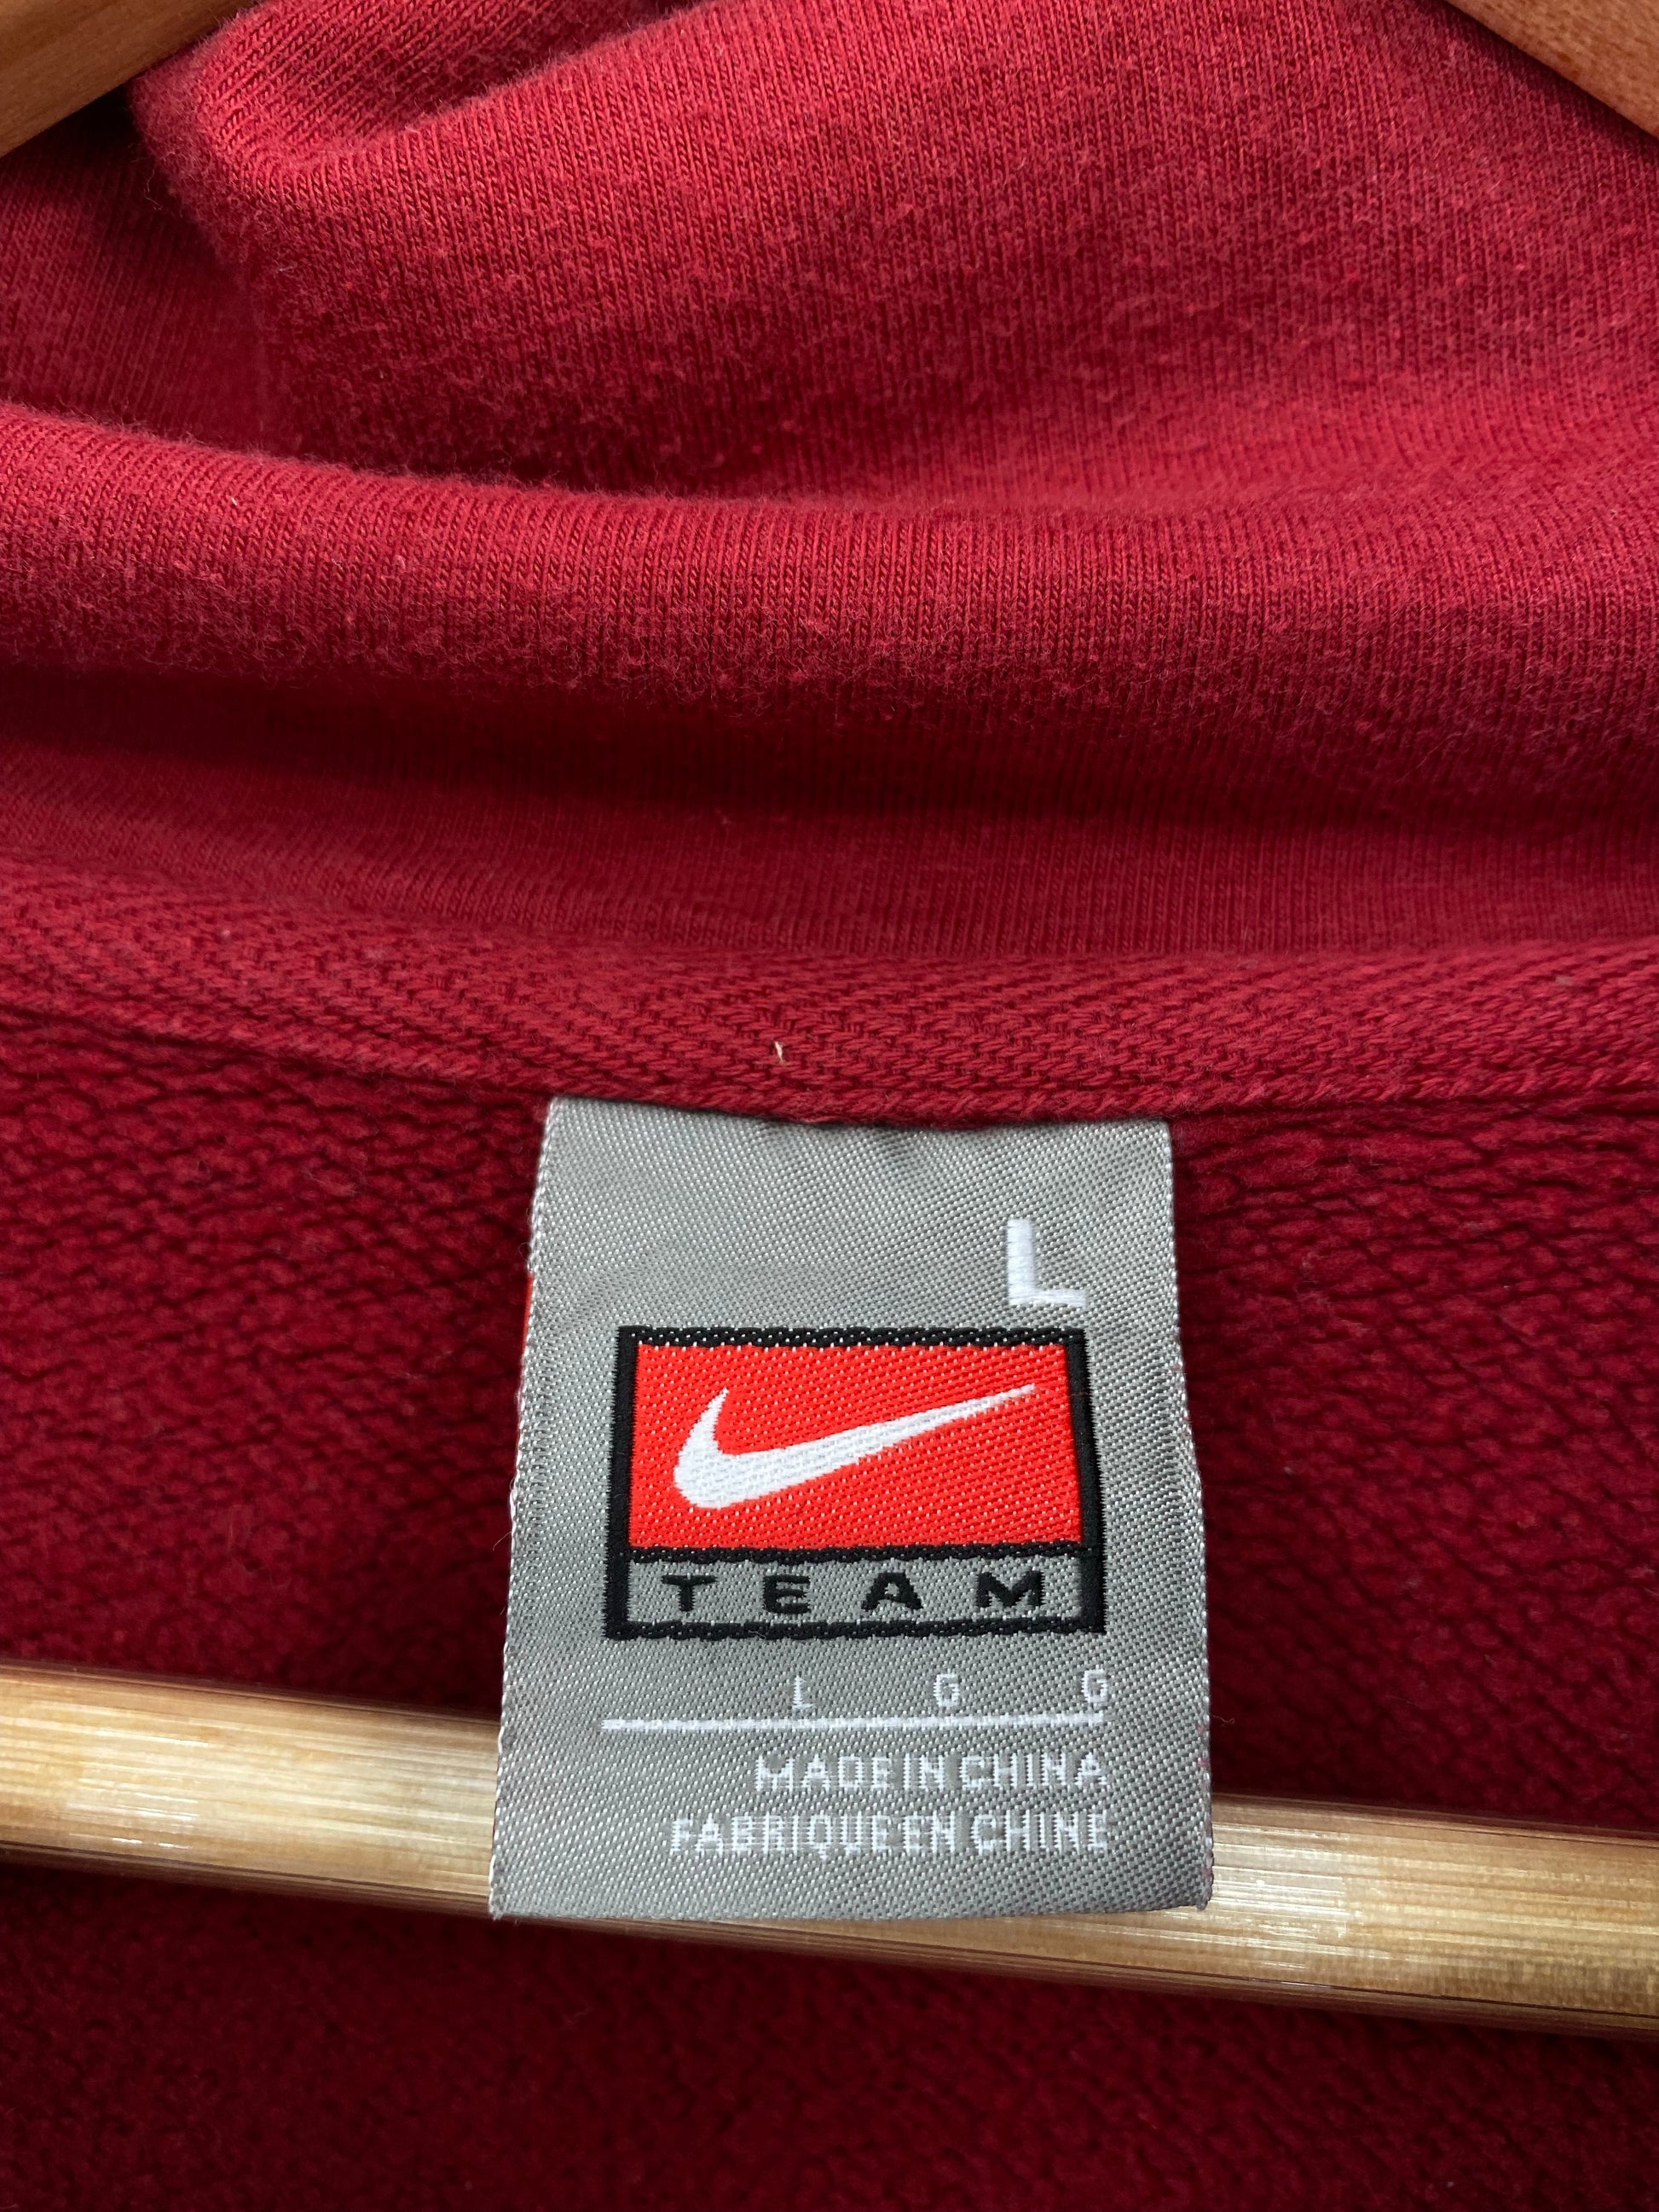 L
TEAM
L G G
MADE IN CHINA
FABRIQUE EN CHINE